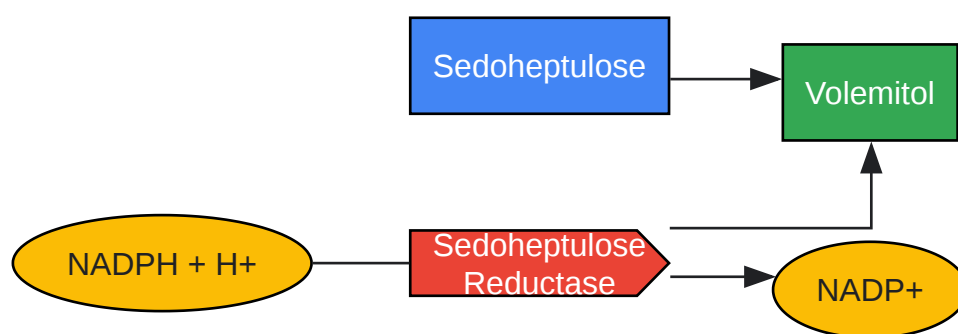 Sedoheptulose
Volemitol
NADPH + H+
Sedoheptulose
Reductase
NADP+